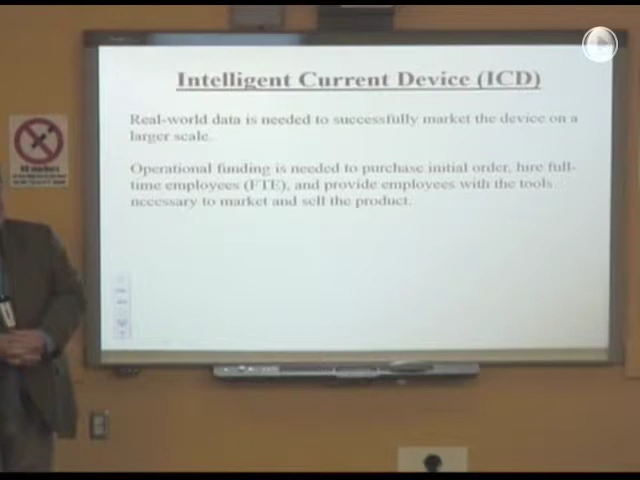 Intelligent Current Device (ICD)
Real-world data is needed to successfully market the device on a
larger scale.
Operational funding is needed to purchase initial order, hire full-
time employees (FTE), and provide employees with the tools
necessary to market and sell the product.